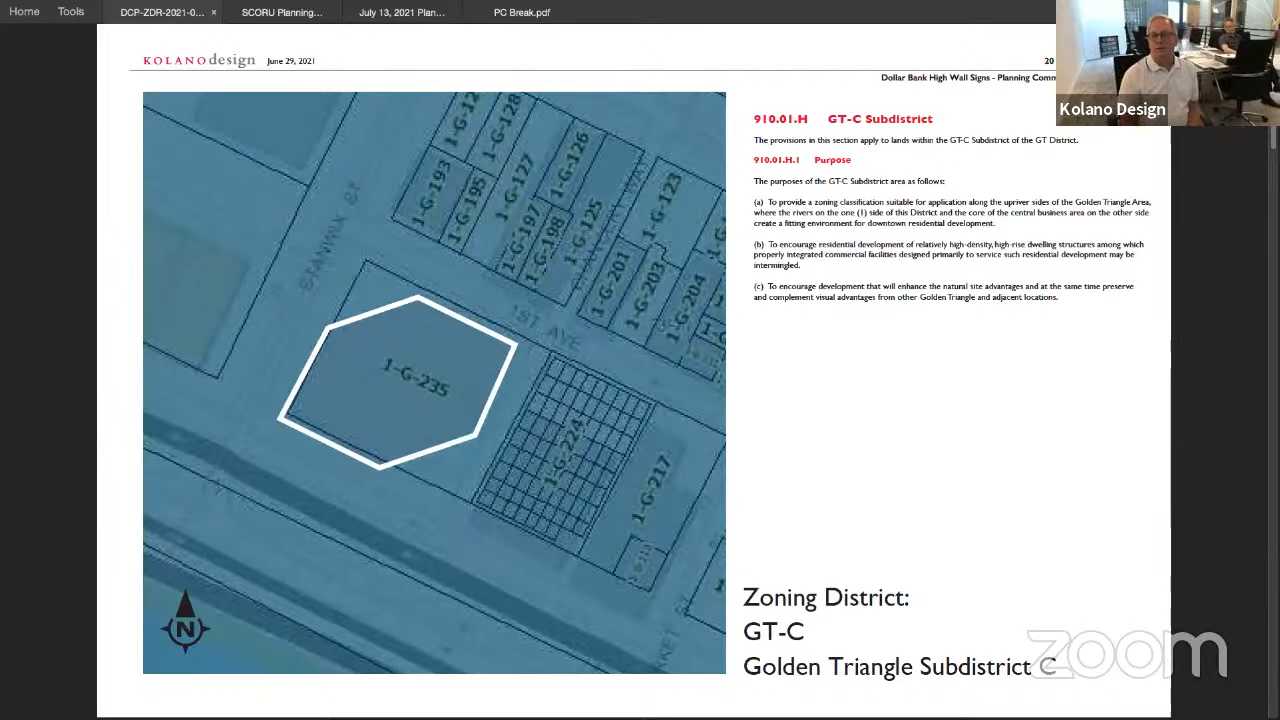 Home Tools DCP-ZDR-2021-0... × SCORU Planning... July 13, 2021 Plan... PC Break.pdf
KOLANOdesign June 29, 2021 20
Dollar Bank High Wall Signs - Planning Comm
Kolano Design
910.01.H GT-C Subdistrict
The provisions in this section apply to lands within the GT-C Subdistrict of the GT District.
910.01.H.1 Purpose
The purposes of the GT-C Subdistrict area as follows:
(a) To provide a zoning classification suitable for application along the upriver sides of the Golden Triangle Area,
where the rivers on the one (1) side of this District and the core of the central business area on the other side
create a fitting environment for downtown residential development.
(b) To encourage residential development of relatively high-density, high-rise dwelling structures among which
properly integrated commercial facilities designed primarily to service such residential development may be
intermingled.
(c) To encourage development that will enhance the natural site advantages and at the same time preserve
and complement visual advantages from other Golden Triangle and adjacent locations.
1-G-128
1-G-126
1-G-193
1-G-195
1-G-127
1-G-197
1-G-198
1-G-125
1-G-123
1-G-201
1-G-203
1-G-204
1ST AVE
1-G-235
1-G-224
1-G-217
N
Zoning District:
GT-C
Golden Triangle Subdistrict C
zoom